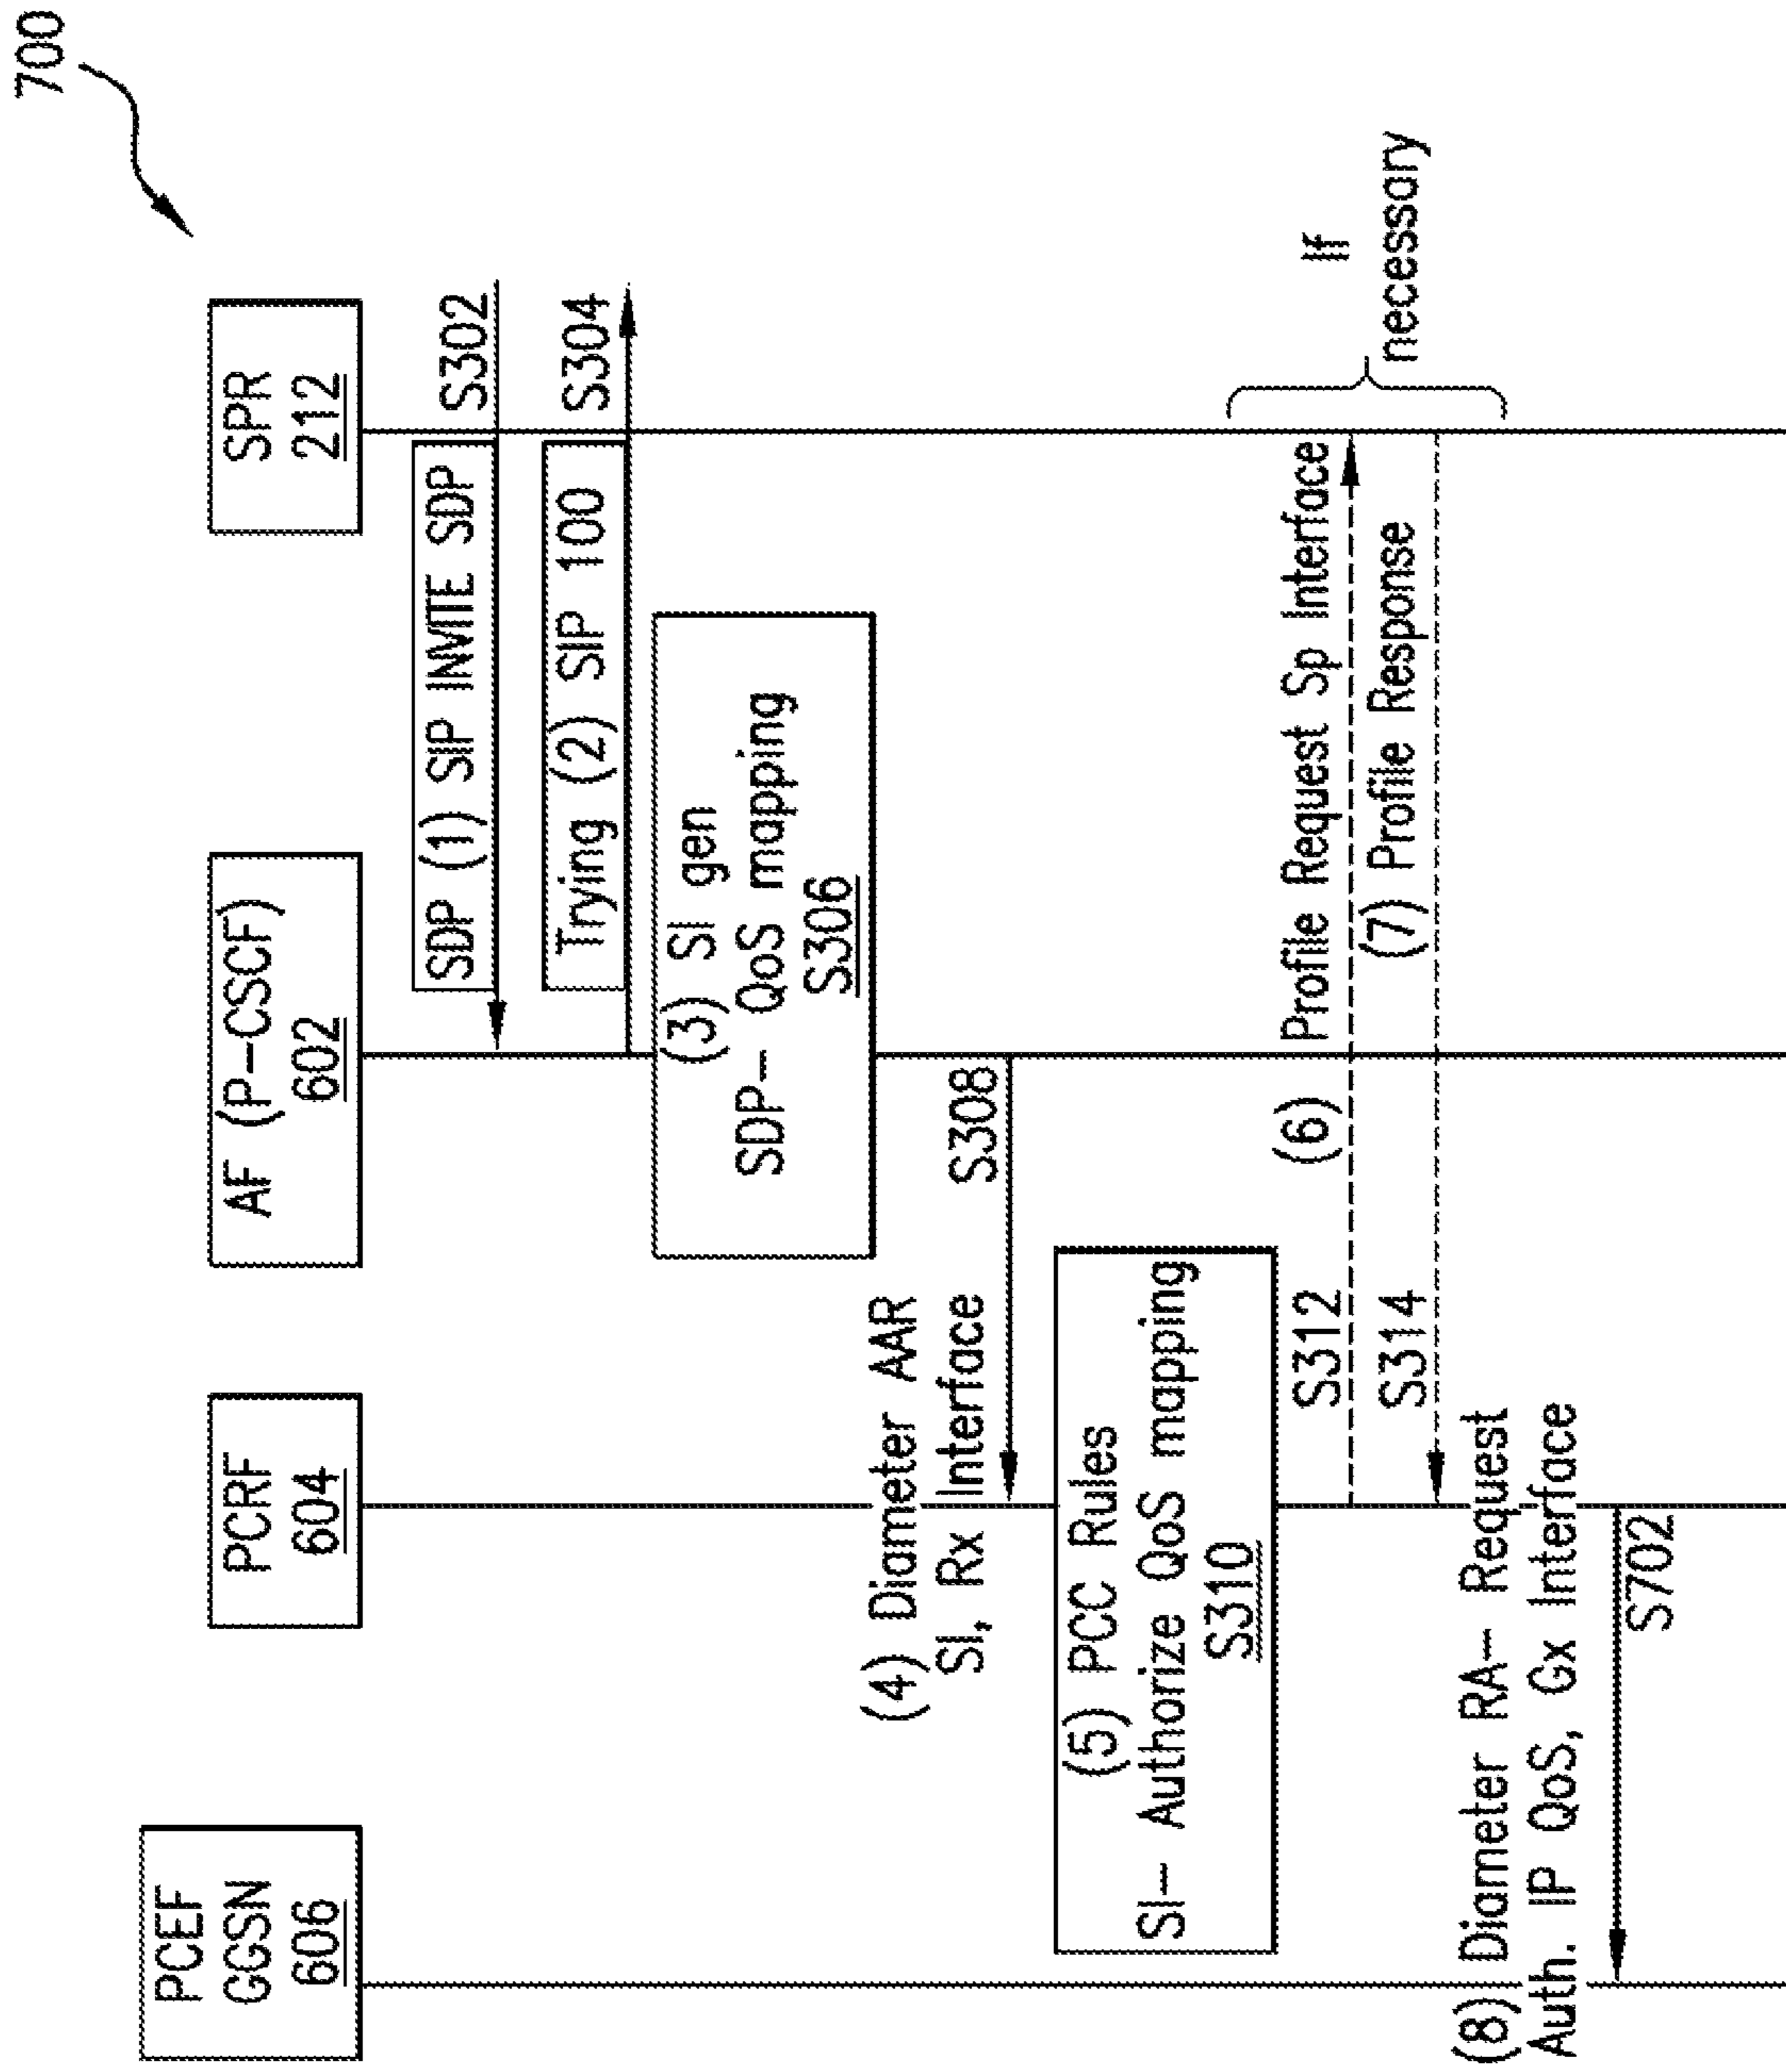 700
PCEF
GGSN
606
PCRF
604
AF (P-CSCF)
602
SPR
212
SDP (1) SIP INVITE SDP
S302
Trying (2) SIP 100
S304
(3) SI gen
SDP- QoS mapping
S306
(4) Diameter AAR
SI, Rx Interface
S308
(5) PCC Rules
SI- Authorize QoS mapping
S310
S312
(6) Profile Request Sp Interface
S314
(7) Profile Response
If
necessary
(8) Diameter RA- Request
Auth. IP QoS, Gx Interface
S702